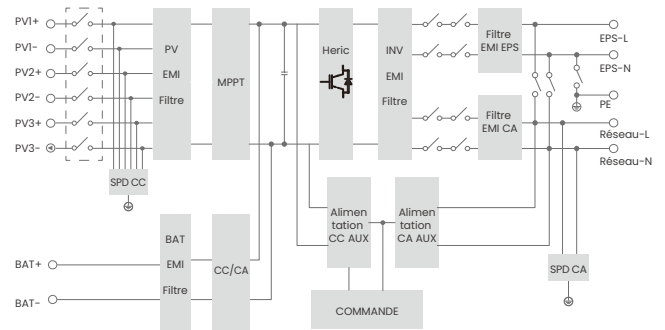 PV1+
PV1-
PV2+
PV2-
PV3+
PV3-
PV
EMI
Filtre
MPPT
Heric
INV
EMI
Filtre
Filtre
EMI EPS
Filtre
EMI CA
EPS-L
EPS-N
PE
Réseau-L
Réseau-N
SPD CC
BAT
EMI
Filtre
CC/CA
BAT+
BAT-
Alimen
tation
CC AUX
Alimen
tation
CA AUX
SPD CA
COMMANDE